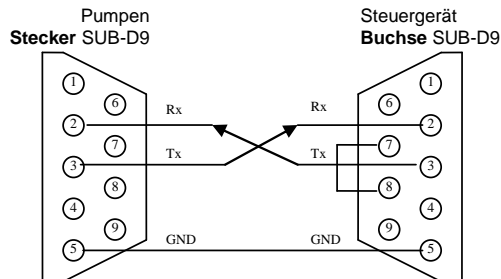 Pumpen
Stecker SUB-D9
Steuergerät
Buchse SUB-D9
1
6
2
7
3
8
4
9
5
Rx
Tx
GND
Rx
Tx
GND
1
6
2
7
3
8
4
9
5